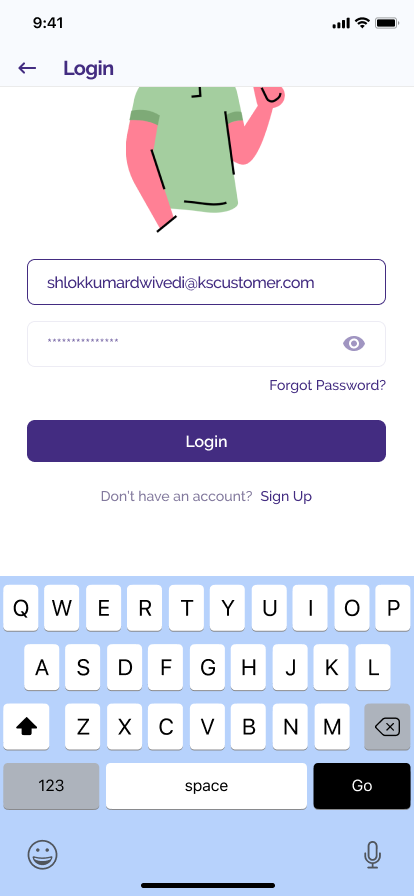 9:41
Login
shlokkumardwivedi@kscustomer.com
***************
Forgot Password?
Login
Don't have an account? Sign Up
Q W E R T Y U I O P
A S D F G H J K L
Z X C V B N M
123 space Go